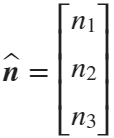 n̂ = [n₁
n₂
n₃]